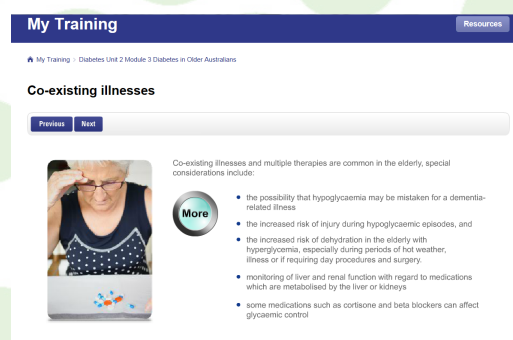 My Training
Resources
My Training › Diabetes Unit 2 Module 3 Diabetes in Older Australians
Co-existing illnesses
Previous Next
Co-existing illnesses and multiple therapies are common in the elderly, special
considerations include:
More
• the possibility that hypoglycaemia may be mistaken for a dementia-
related illness
• the increased risk of injury during hypoglycaemic episodes, and
• the increased risk of dehydration in the elderly with
hyperglycemia, especially during periods of hot weather,
illness or if requiring day procedures and surgery.
• monitoring of liver and renal function with regard to medications
which are metabolised by the liver or kidneys
• some medications such as cortisone and beta blockers can affect
glycaemic control